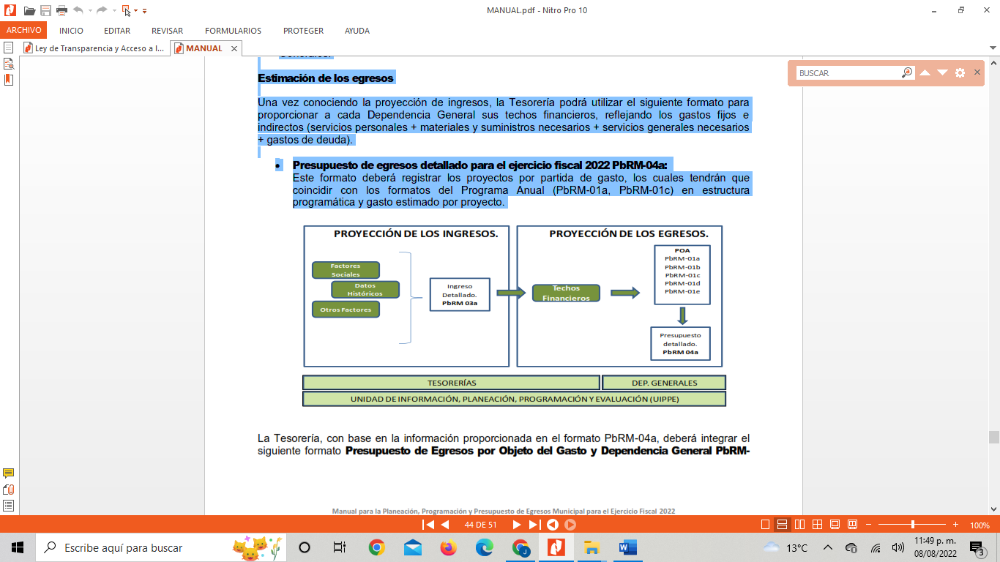 MANUAL.pdf - Nitro Pro 10
ARCHIVO INICIO EDITAR REVISAR FORMULARIOS PROTEGER AYUDA
Ley de Transparencia y Acceso a l...
MANUAL
BUSCAR
Generales.
Estimación de los egresos
Una vez conociendo la proyección de ingresos, la Tesorería podrá utilizar el siguiente formato para
proporcionar a cada Dependencia General sus techos financieros, reflejando los gastos fijos e
indirectos (servicios personales + materiales y suministros necesarios + servicios generales necesarios
+ gastos de deuda).
• Presupuesto de egresos detallado para el ejercicio fiscal 2022 PbRM-04a:
Este formato deberá registrar los proyectos por partida de gasto, los cuales tendrán que
coincidir con los formatos del Programa Anual (PbRM-01a, PbRM-01c) en estructura
programática y gasto estimado por proyecto.
PROYECCIÓN DE LOS INGRESOS.
Factores
Sociales
Datos
Históricos
Otros Factores
Ingreso
Detallado.
PbRM 03a
PROYECCIÓN DE LOS EGRESOS.
Techos
Financieros
POA
PbRM-01a
PbRM-01b
PbRM-01c
PbRM-01d
PbRM-01e
Presupuesto
detallado.
PbRM 04a
TESORERÍAS
DEP. GENERALES
UNIDAD DE INFORMACIÓN, PLANEACIÓN, PROGRAMACIÓN Y EVALUACIÓN (UIPPE)
La Tesorería, con base en la información proporcionada en el formato PbRM-04a, deberá integrar el
siguiente formato Presupuesto de Egresos por Objeto del Gasto y Dependencia General PbRM-
Manual para la Planeación, Programación y Presupuesto de Egresos Municipal para el Ejercicio Fiscal 2022
44 DE 51
100%
Escribe aquí para buscar
13°C
11:49 p. m.
08/08/2022
3